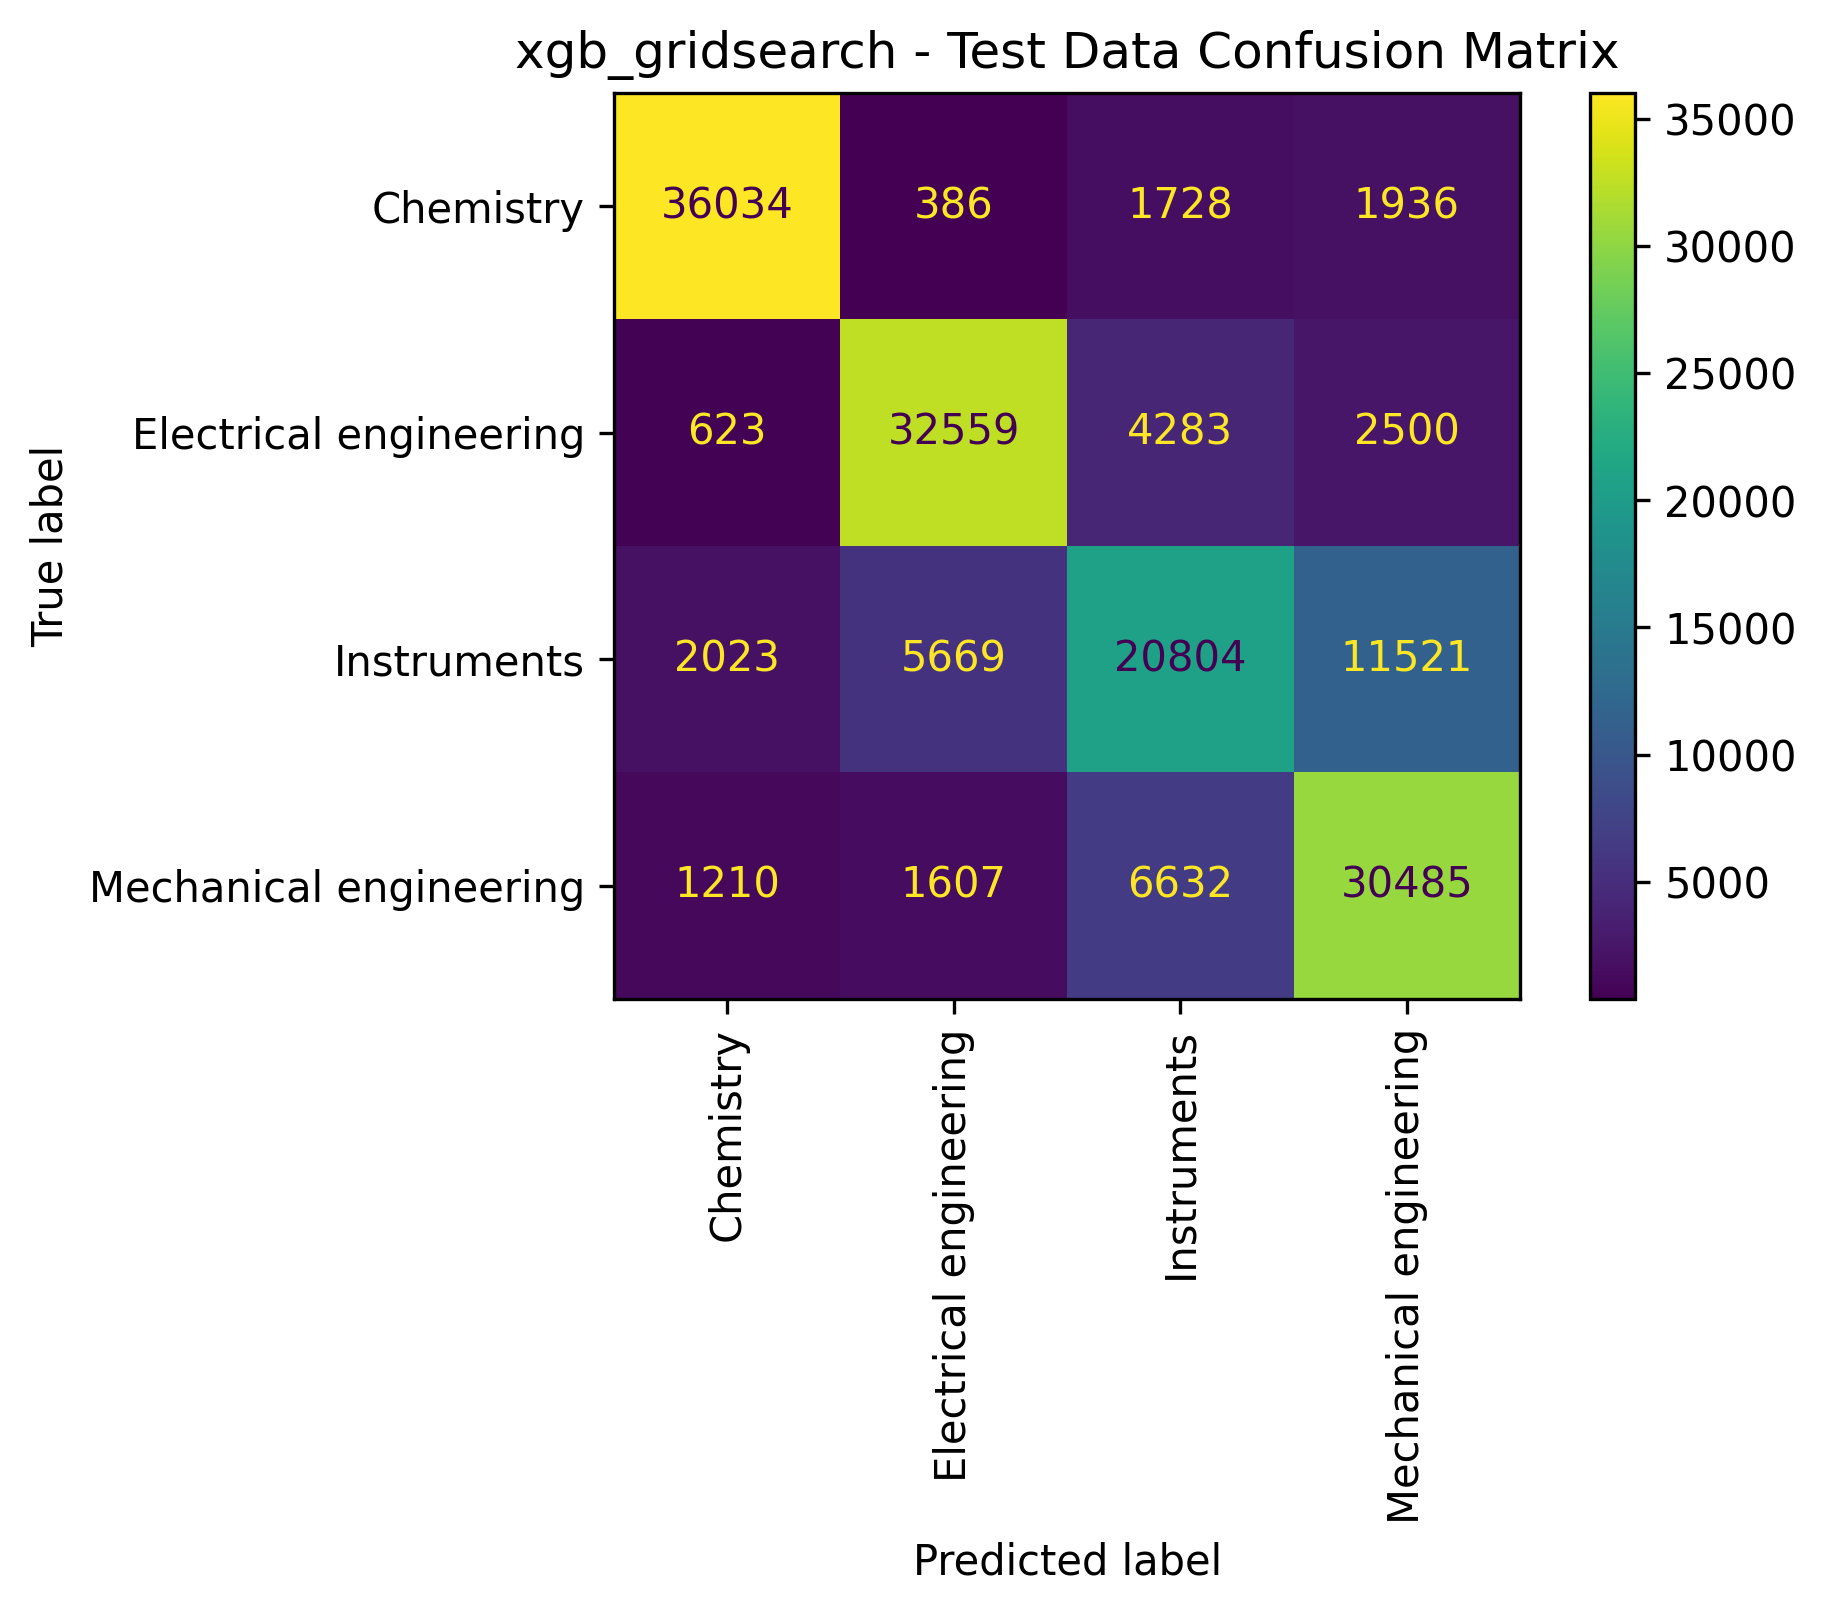 xgb_gridsearch - Test Data Confusion Matrix
True label
Chemistry
36034 386 1728 1936
Electrical engineering
623 32559 4283 2500
Instruments
2023 5669 20804 11521
Mechanical engineering
1210 1607 6632 30485
Chemistry
Electrical engineering
Instruments
Mechanical engineering
Predicted label
35000
30000
25000
20000
15000
10000
5000